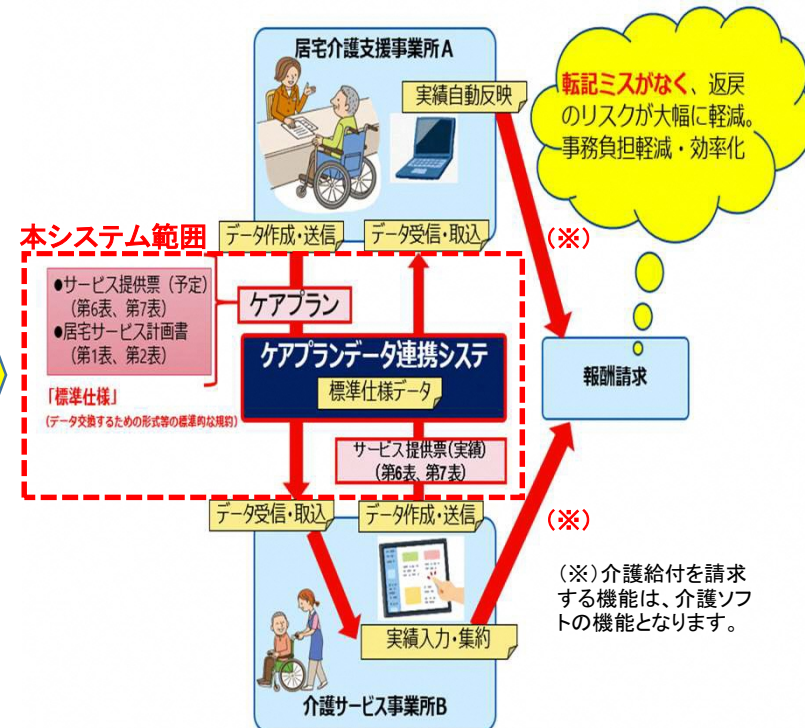 居宅介護支援事業所A
実績自動反映
転記ミスがなく、返戻
のリスクが大幅に軽減。
事務負担軽減・効率化
本システム範囲
データ作成・送信
データ受信・取込
(※)
●サービス提供票（予定）
（第6表、第7表）
●居宅サービス計画書
（第1表、第2表）
ケアプラン
「標準仕様」
(データ交換するための形式等の標準的な規約)
ケアプランデータ連携システ
標準仕様データ
報酬請求
サービス提供票(実績)
(第6表、第7表)
データ受信・取込
データ作成・送信
(※)
(※)介護給付を請求
する機能は、介護ソフ
トの機能となります。
実績入力・集約
介護サービス事業所B